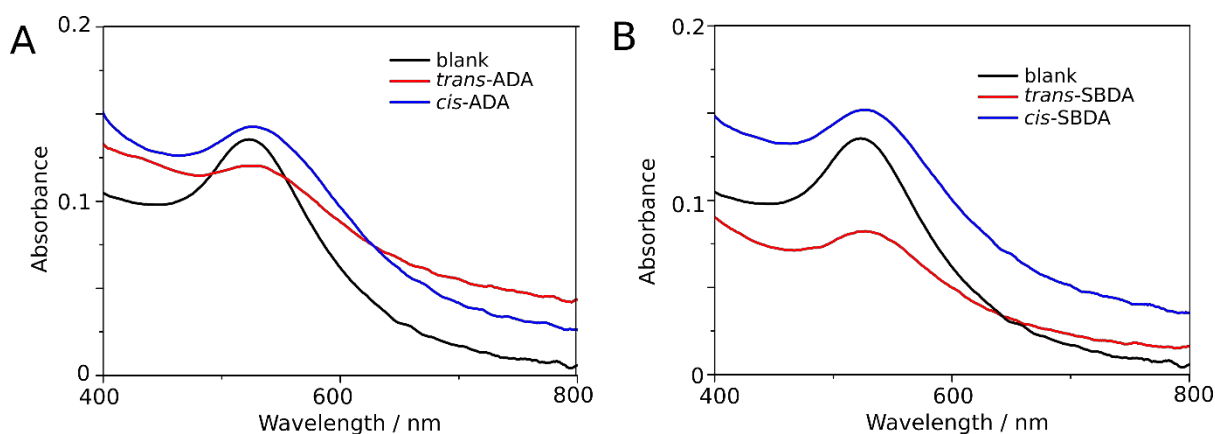 A
0.2
blank
trans-ADA
cis-ADA
0.1
Absorbance
0
400
600
800
Wavelength / nm
B
0.2
blank
trans-SBDA
cis-SBDA
0.1
Absorbance
0
400
600
800
Wavelength / nm